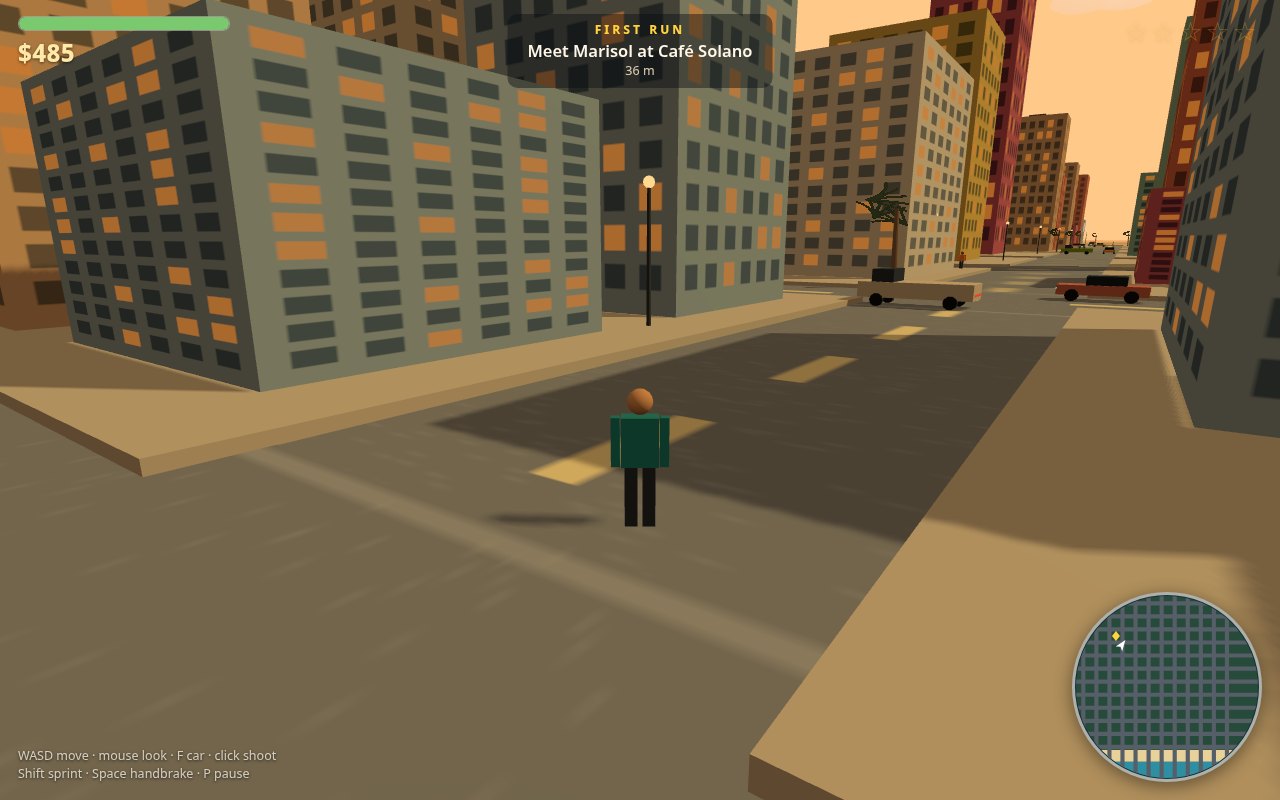 $485
FIRST RUN
Meet Marisol at Café Solano
36 m
WASD move · mouse look · F car · click shoot
Shift sprint · Space handbrake · P pause